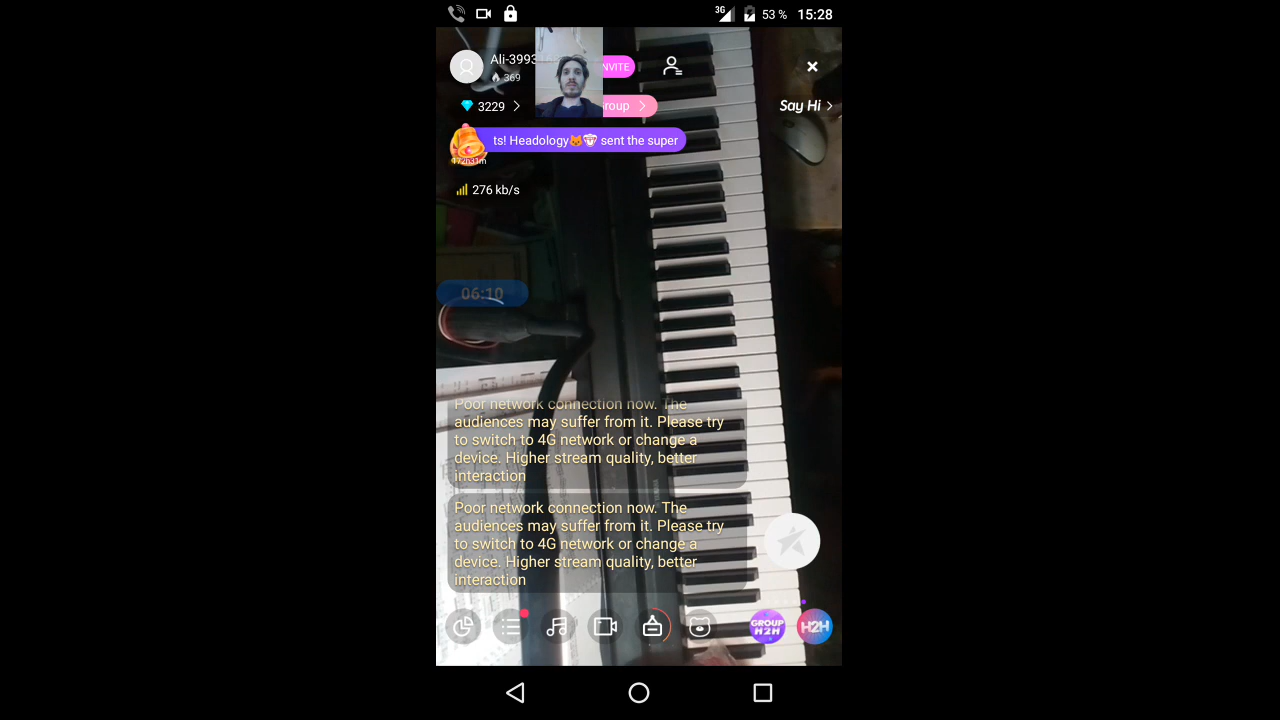 3G 53 % 15:28
Ali-399 NVITE
369
3229 roup Say Hi
ts! Headology sent the super
276 kb/s
06:10
Poor network connection now. The
audiences may suffer from it. Please try
to switch to 4G network or change a
device. Higher stream quality, better
interaction
Poor network connection now. The
audiences may suffer from it. Please try
to switch to 4G network or change a
device. Higher stream quality, better
interaction
GROUP
H2H
H2H